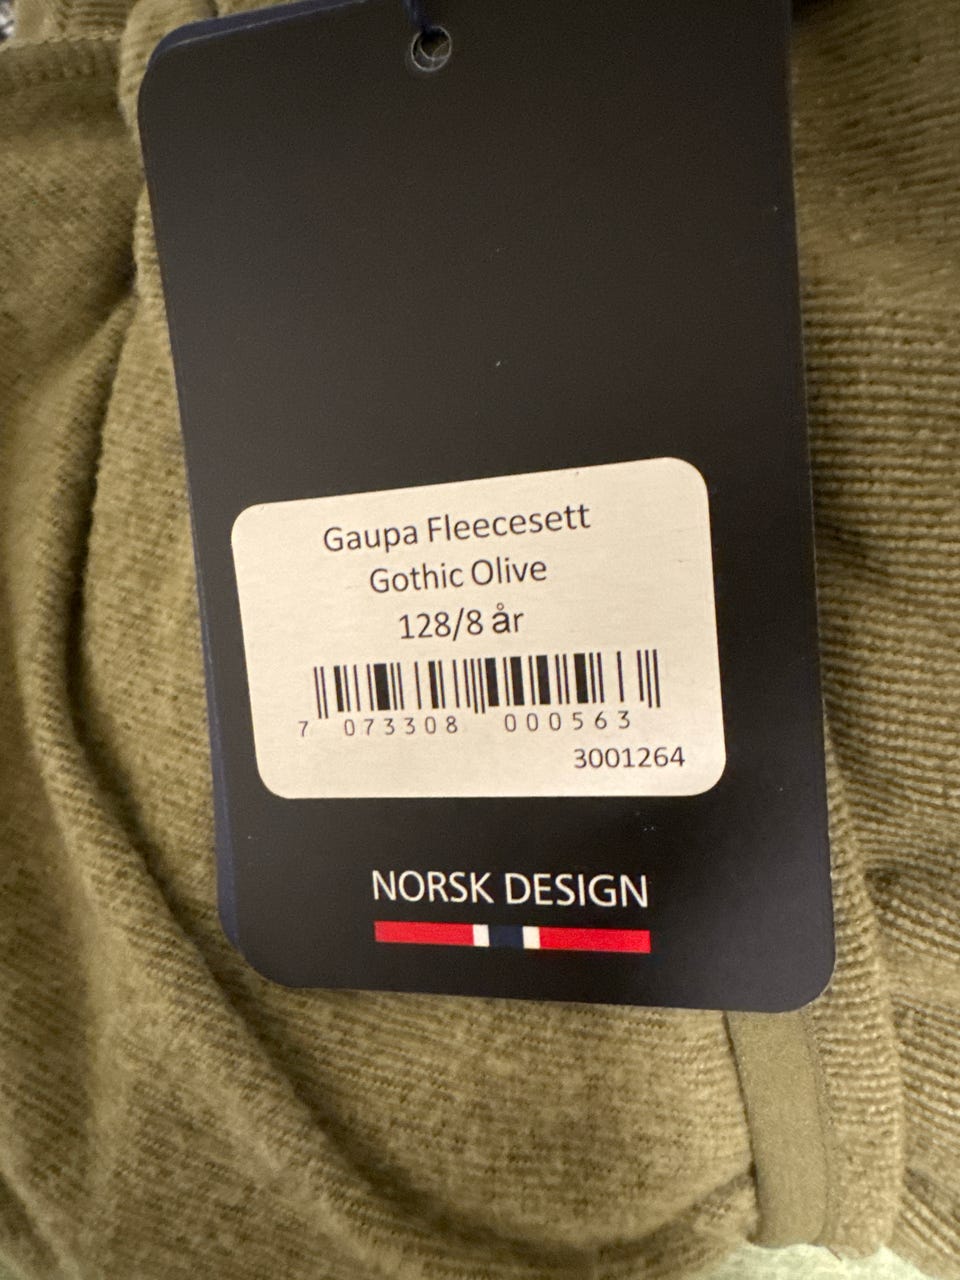 Gaupa Fleecesett
Gothic Olive
128/8 år
7 073308 000563
3001264
NORSK DESIGN